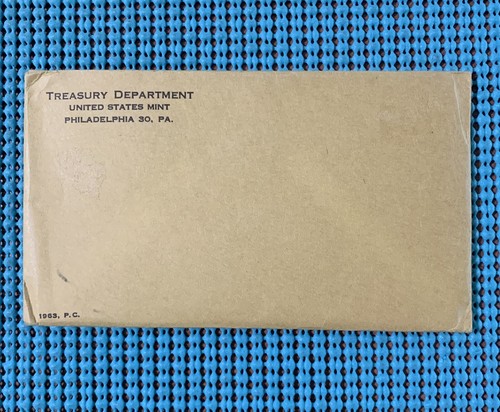 TREASURY DEPARTMENT
UNITED STATES MINT
PHILADELPHIA 30, PA.
1963, P.C.